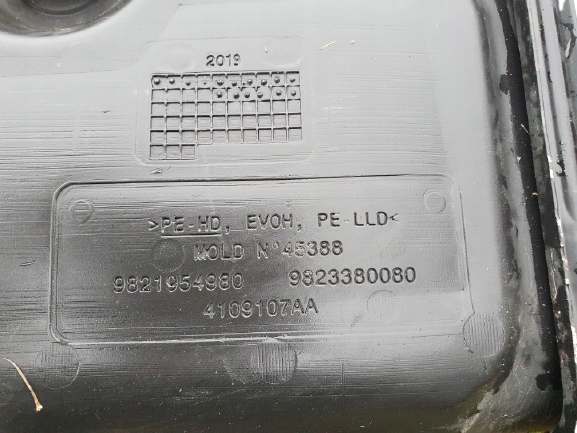 2019
>PE-HD, EVOH, PE-LLD<
MOLD N°45388
9821954980 9823380080
4109107AA